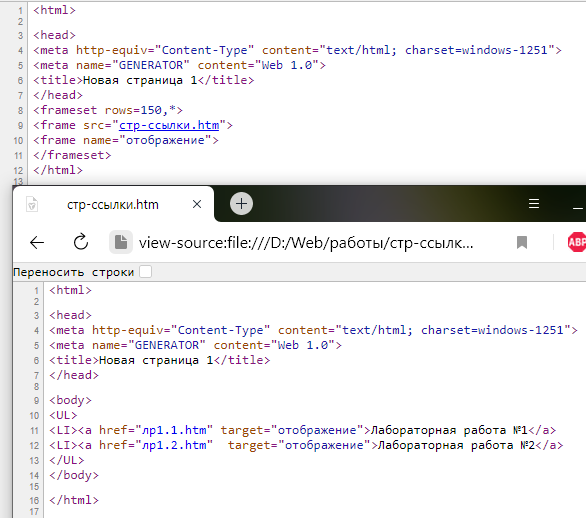 1 <html>
2
3 <head>
4 <meta http-equiv="Content-Type" content="text/html; charset=windows-1251">
5 <meta name="GENERATOR" content="Web 1.0">
6 <title>Новая страница 1</title>
7 </head>
8 <frameset rows=150,*>
9 <frame src="стр-ссылки.htm">
10 <frame name="отображение">
11 </frameset>
12 </html>
13
стр-ссылки.htm
view-source:file:///D:/Web/работы/стр-ссылк...
ABP
Переносить строки
1 <html>
2
3 <head>
4 <meta http-equiv="Content-Type" content="text/html; charset=windows-1251">
5 <meta name="GENERATOR" content="Web 1.0">
6 <title>Новая страница 1</title>
7 </head>
8
9 <body>
10 <UL>
11 <LI><a href="лр1.1.htm" target="отображение">Лабораторная работа №1</a>
12 <LI><a href="лр1.2.htm"  target="отображение">Лабораторная работа №2</a>
13 </UL>
14 </body>
15
16 </html>
17